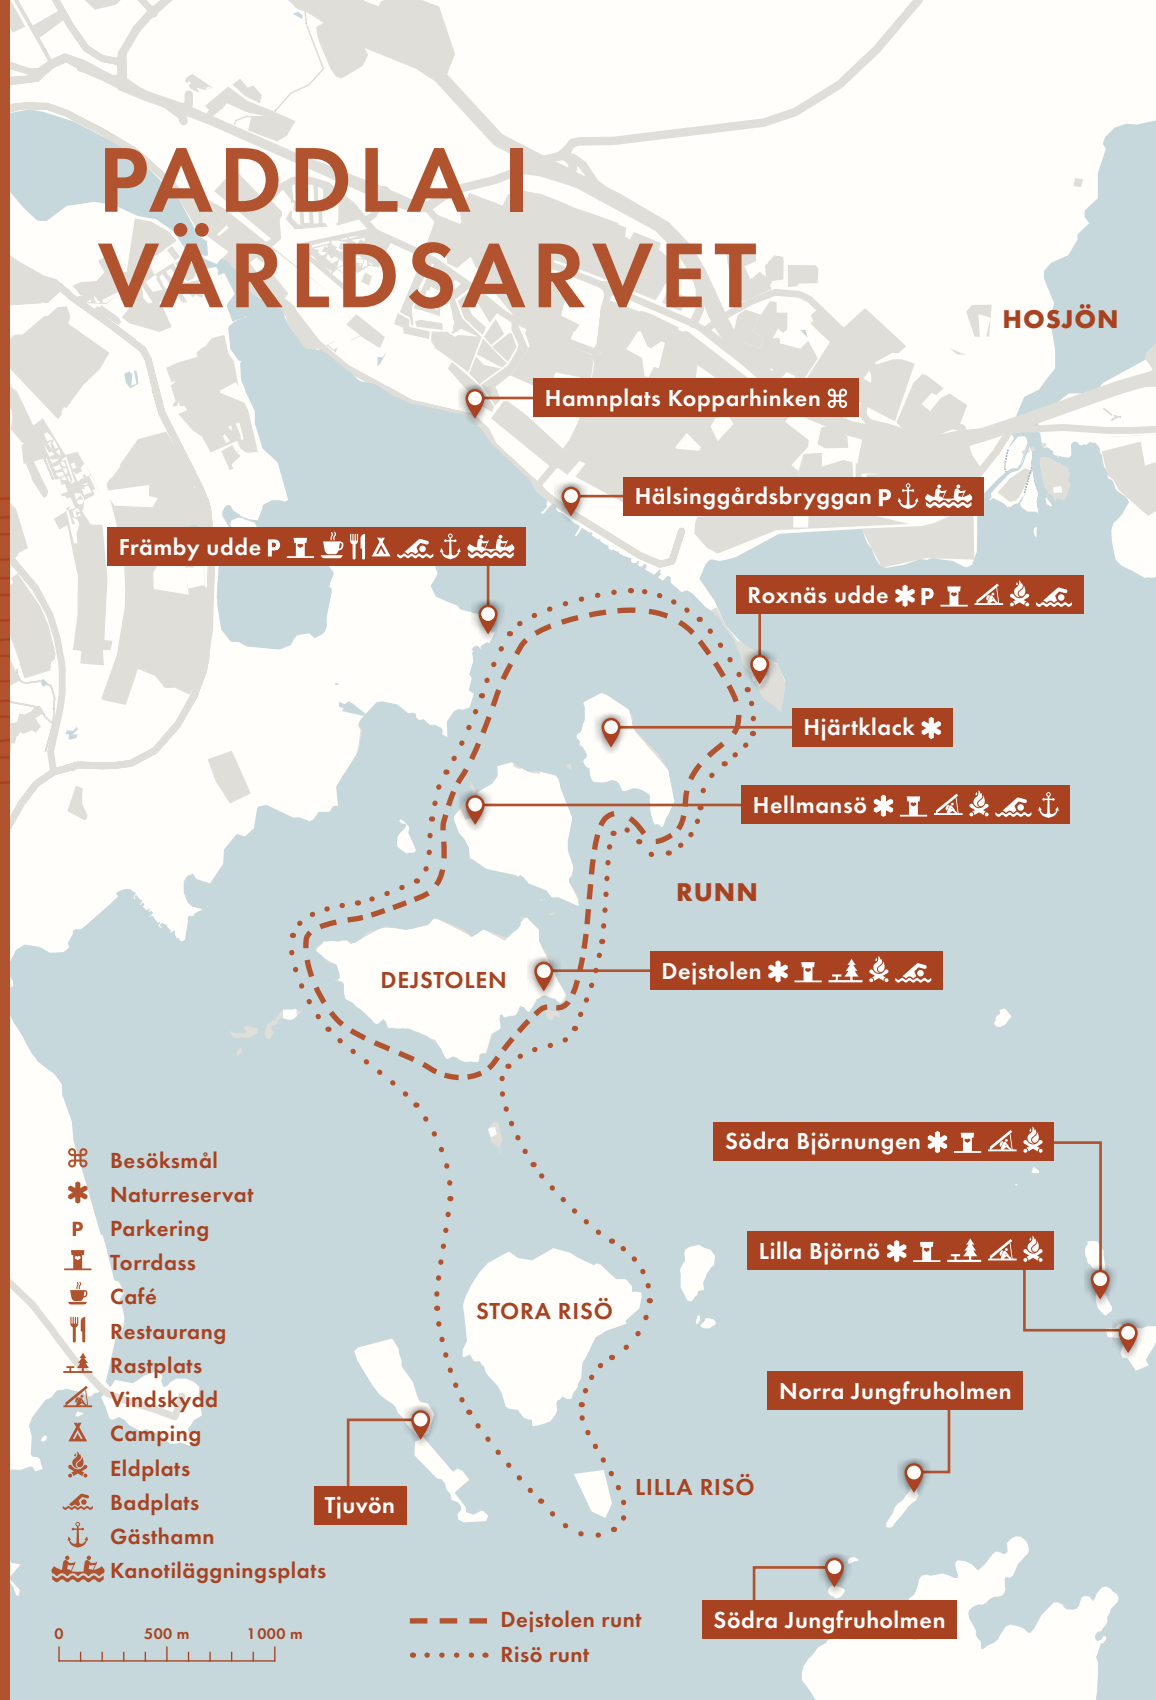 PADDLA I
VÄRLDSARVET
HOSJÖN
Hamnplats Kopparhinken
Hälsinggårdsbryggan P
Främby udde P
Roxnäs udde P
Hjärtklack
Hellmansö
RUNN
Dejstolen
DEJSTOLEN
Södra Björnungen
Lilla Björnö
STORA RISÖ
Norra Jungfruholmen
LILLA RISÖ
Tjuvön
Södra Jungfruholmen
Besöksmål
Naturreservat
P Parkering
Torrdass
Café
Restaurang
Rastplats
Vindskydd
Camping
Eldplats
Badplats
Gästhamn
Kanotiläggningsplats
0 500 m 1000 m
Dejstolen runt
Risö runt